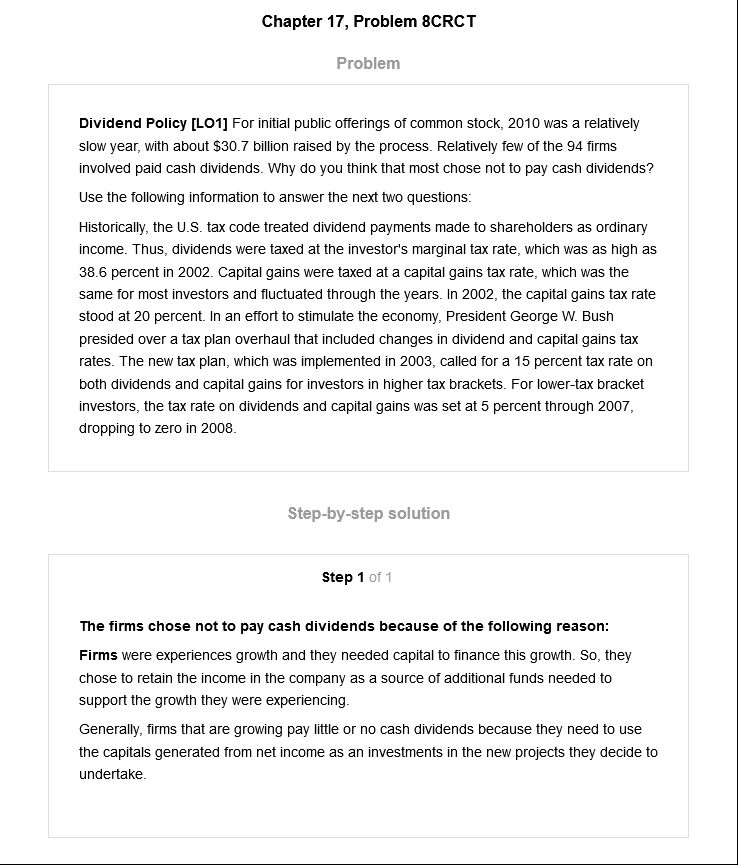 Chapter 17, Problem 8CRCT
Problem
Dividend Policy [LO1] For initial public offerings of common stock, 2010 was a relatively
slow year, with about $30.7 billion raised by the process. Relatively few of the 94 firms
involved paid cash dividends. Why do you think that most chose not to pay cash dividends?
Use the following information to answer the next two questions:
Historically, the U.S. tax code treated dividend payments made to shareholders as ordinary
income. Thus, dividends were taxed at the investor's marginal tax rate, which was as high as
38.6 percent in 2002. Capital gains were taxed at a capital gains tax rate, which was the
same for most investors and fluctuated through the years. In 2002, the capital gains tax rate
stood at 20 percent. In an effort to stimulate the economy, President George W. Bush
presided over a tax plan overhaul that included changes in dividend and capital gains tax
rates. The new tax plan, which was implemented in 2003, called for a 15 percent tax rate on
both dividends and capital gains for investors in higher tax brackets. For lower-tax bracket
investors, the tax rate on dividends and capital gains was set at 5 percent through 2007,
dropping to zero in 2008.
Step-by-step solution
Step 1 of 1
The firms chose not to pay cash dividends because of the following reason:
Firms were experiences growth and they needed capital to finance this growth. So, they
chose to retain the income in the company as a source of additional funds needed to
support the growth they were experiencing.
Generally, firms that are growing pay little or no cash dividends because they need to use
the capitals generated from net income as an investments in the new projects they decide to
undertake.